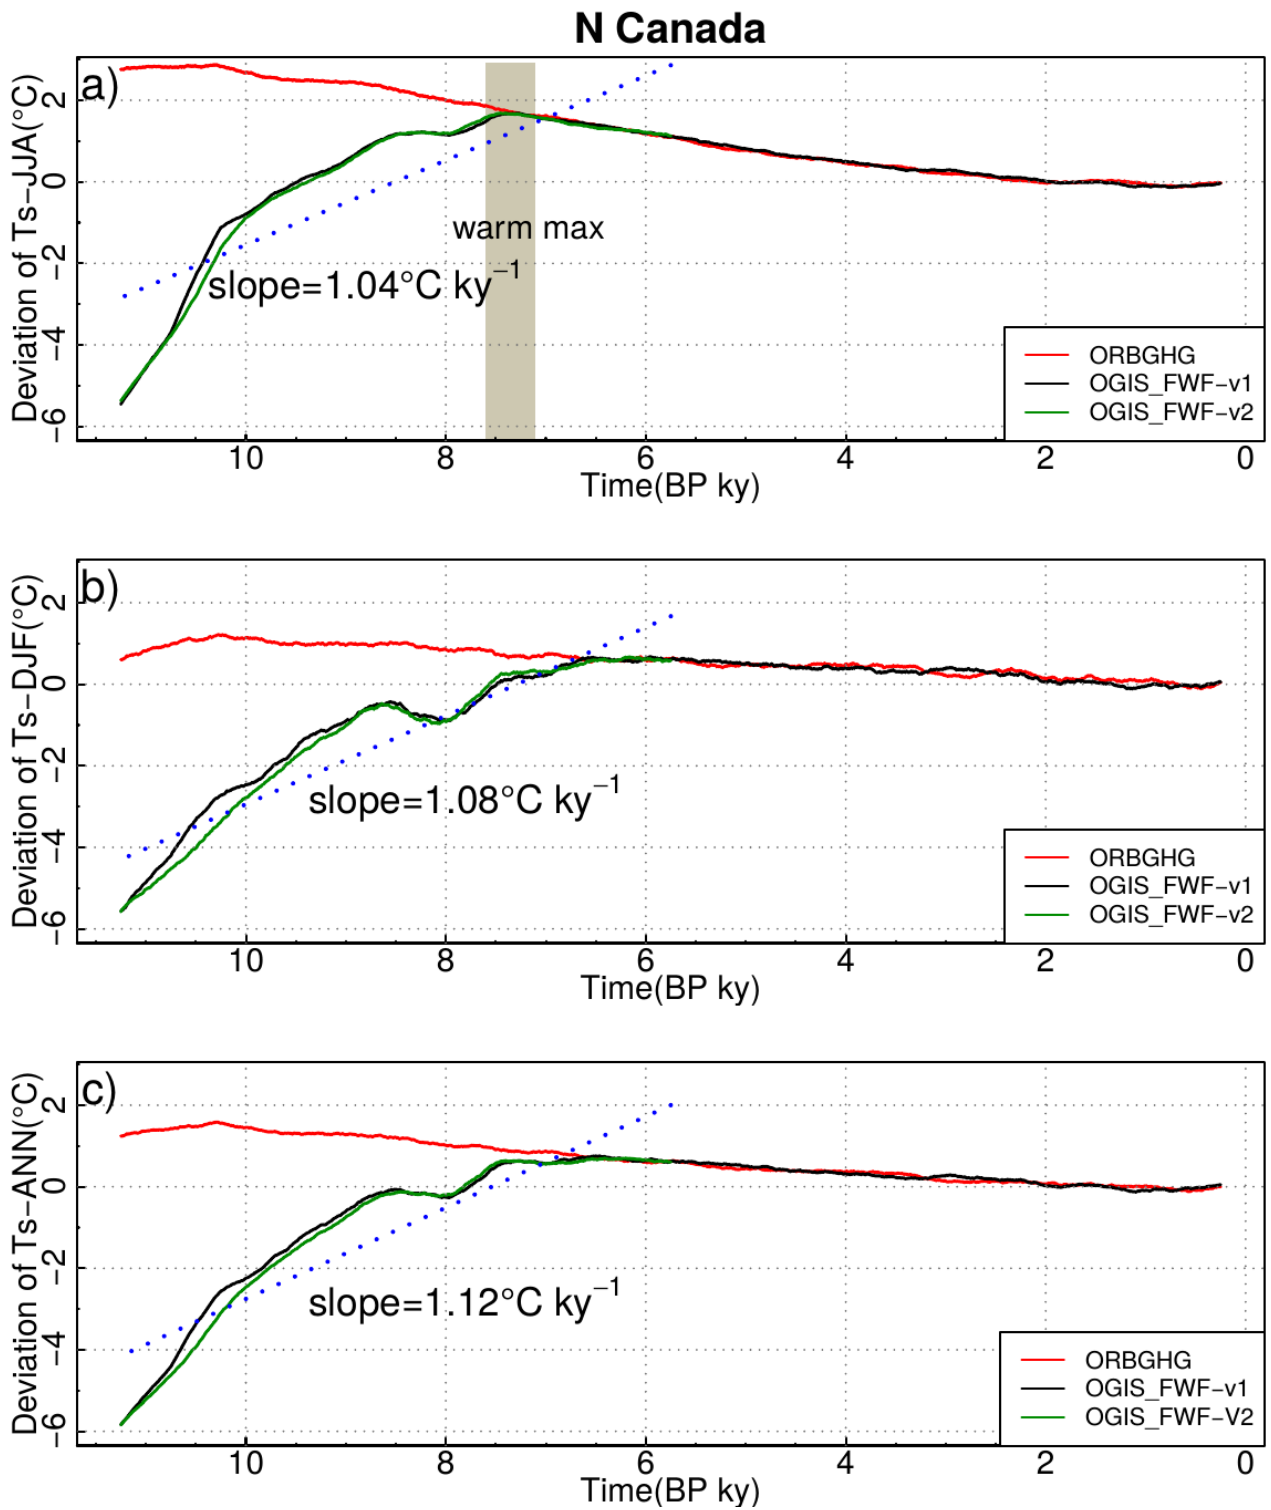 N Canada
a)
Deviation of Ts−JJA(°C)
2
0
−2
−4
−6
warm max
slope=1.04°C ky−1
ORBGHG
OGIS_FWF−v1
OGIS_FWF−v2
10 8 6 4 2 0
Time(BP ky)
b)
Deviation of Ts−DJF(°C)
2
0
−2
−4
−6
slope=1.08°C ky−1
ORBGHG
OGIS_FWF−v1
OGIS_FWF−v2
10 8 6 4 2 0
Time(BP ky)
c)
Deviation of Ts−ANN(°C)
2
0
−2
−4
−6
slope=1.12°C ky−1
ORBGHG
OGIS_FWF−v1
OGIS_FWF−V2
10 8 6 4 2 0
Time(BP ky)